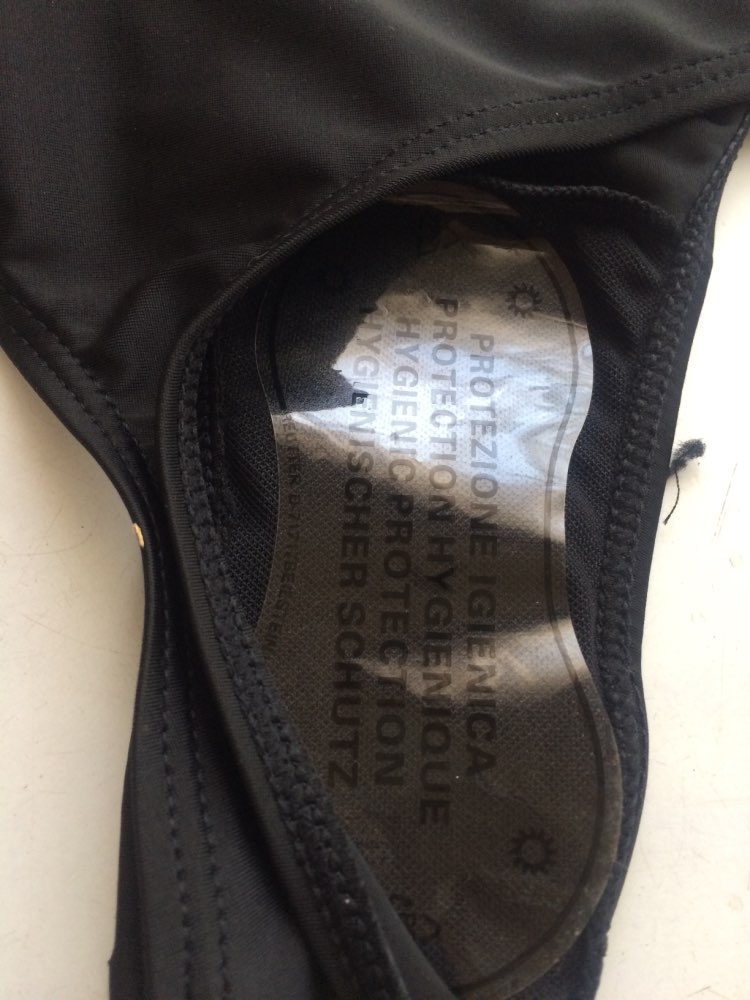 PROTEZIONE IGIENICA
PROTECTION HYGIENIQUE
HYGIENIC PROTECTION
HYGIENISCHER SCHUTZ